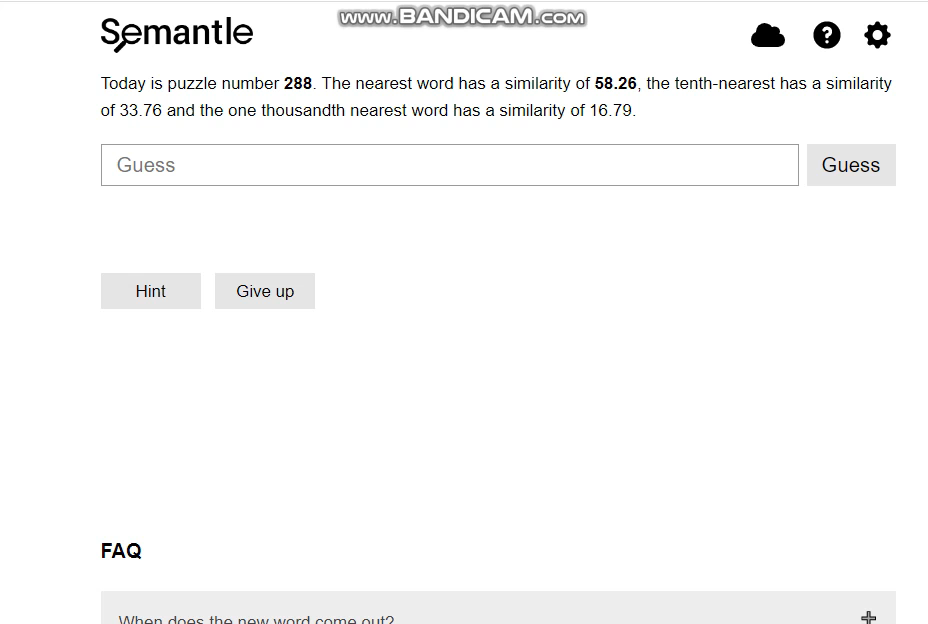 Semantle
www.BANDICAM.com
Today is puzzle number 288. The nearest word has a similarity of 58.26, the tenth-nearest has a similarity
of 33.76 and the one thousandth nearest word has a similarity of 16.79.
Guess
Guess
Hint
Give up
FAQ
When does the new word come out?